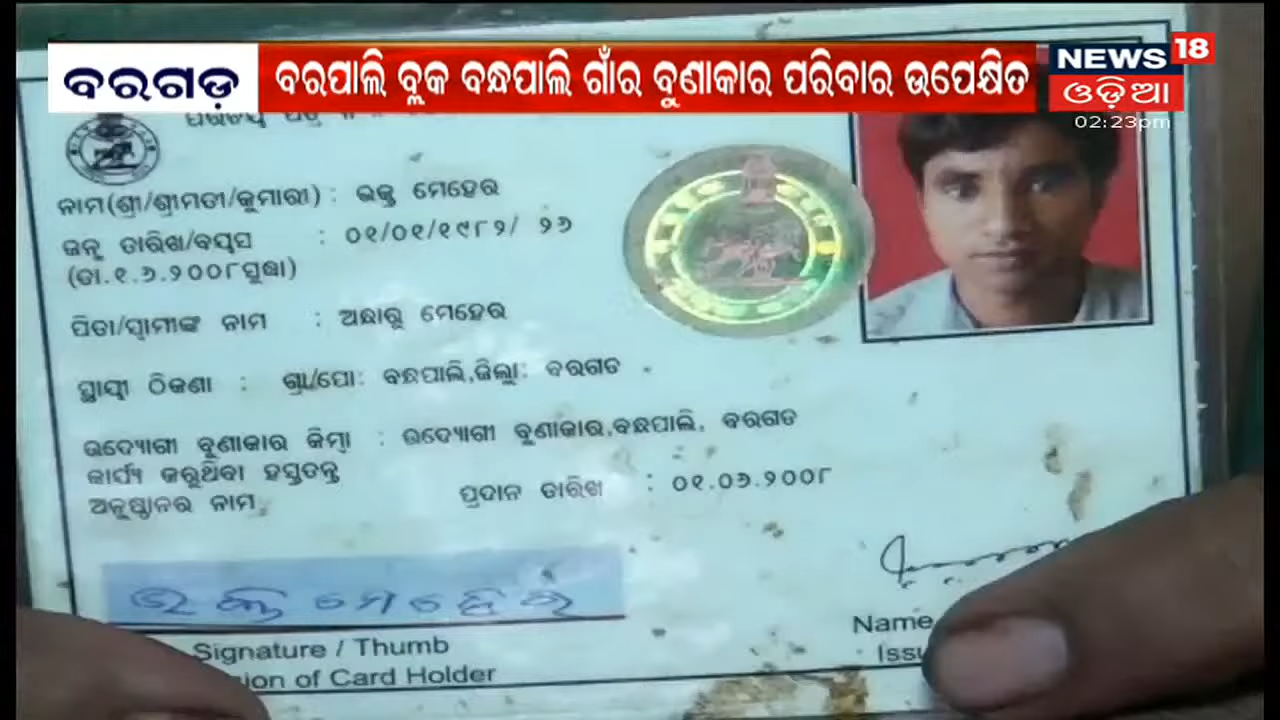 ବରଗଡ଼
ବରପାଲି ବ୍ଲକ ବନ୍ଧପାଲି ଗାଁର ବୁଣାକାର ପରିବାର ଉପେକ୍ଷିତ
NEWS 18
ଓଡ଼ିଆ
02:23pm
ନାମ(ଶ୍ରୀ/ଶ୍ରୀମତୀ/କୁମାରୀ) : ଭକ୍ତ ମେହେର
ଜନ୍ମ ତାରିଖ/ବୟସ : ୦୧/୦୧/୧୯୮୨/ ୨୬
(ତା.୧.୬.୨୦୦୮ସୁଦ୍ଧା)
ପିତା/ସ୍ଵାମୀଙ୍କ ନାମ : ଅନ୍ଧାରୁ ମେହେର
ସ୍ଥାୟୀ ଠିକଣା : ଗ୍ରା/ପୋ: ବନ୍ଧପାଲି,ଜିଲ୍ଲା: ବରଗଡ
ଉଦ୍ୟୋଗୀ ବୁଣାକାର କିମ୍ବା : ଉଦ୍ୟୋଗୀ ବୁଣାକାର,ବନ୍ଧପାଲି, ବରଗଡ
କାର୍ଯ୍ୟ କରୁଥିବା ହସ୍ତତନ୍ତ
ଅନୁଷ୍ଠାନର ନାମ
ପ୍ରଦାନ ତାରିଖ : ୦୧.୦୬.୨୦୦୮
ଭକ୍ତ ମେହେର
Signature / Thumb
of Card Holder
Name